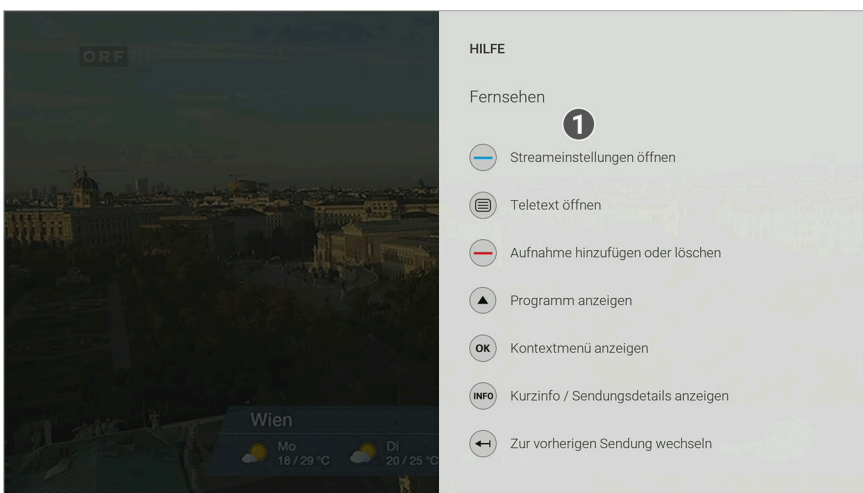 ORF
HILFE
Fernsehen
1
Streameinstellungen öffnen
Teletext öffnen
Aufnahme hinzufügen oder löschen
Programm anzeigen
OK Kontextmenü anzeigen
INFO Kurzinfo / Sendungsdetails anzeigen
Zur vorherigen Sendung wechseln
Wien
Mo
18 / 29 °C
Di
20 / 25 °C